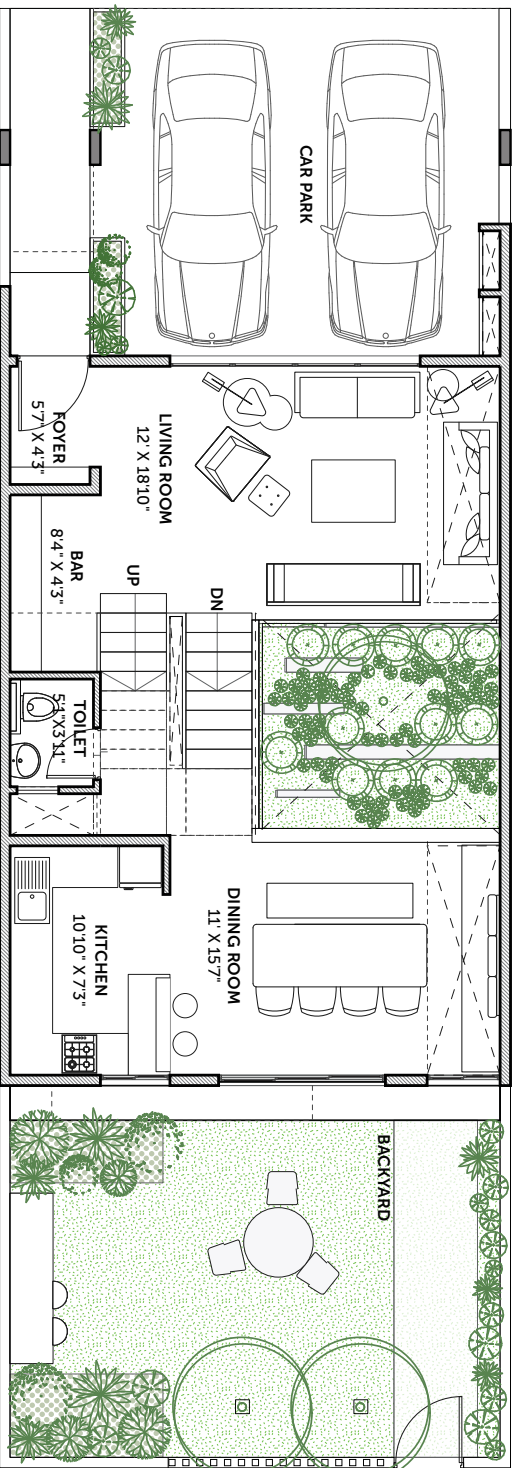 CAR PARK
LIVING ROOM
12' X 18'10"
FOYER
5'7" X 4'3"
BAR
8'4" X 4'3"
UP
DN
TOILET
5'1"X3'11"
DINING ROOM
11' X 15'7"
KITCHEN
10'10" X 7'3"
BACKYARD